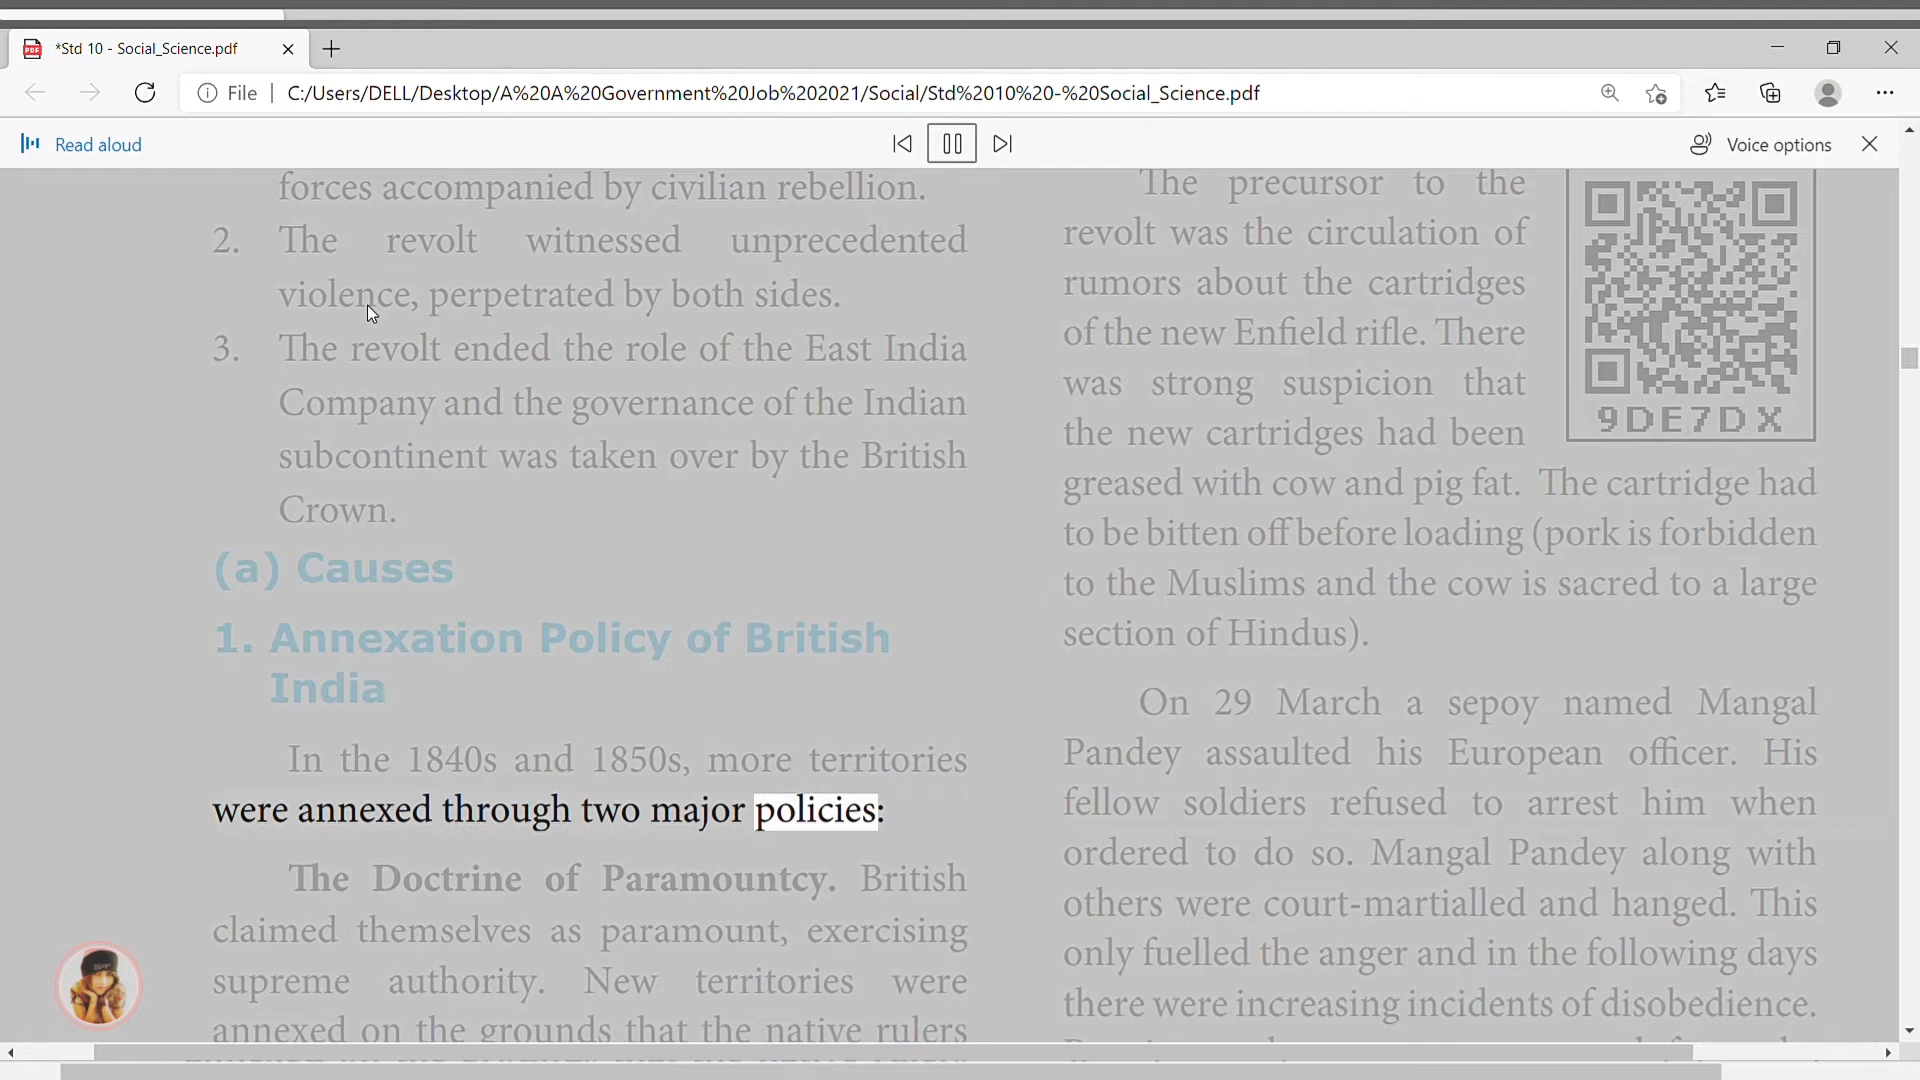 *Std 10 - Social_Science.pdf
File
C:/Users/DELL/Desktop/A%20A%20Government%20Job%202021/Social/Std%2010%20-%20Social_Science.pdf
Read aloud
Voice options
forces accompanied by civilian rebellion.
2. The revolt witnessed unprecedented
violence, perpetrated by both sides.
3. The revolt ended the role of the East India
Company and the governance of the Indian
subcontinent was taken over by the British
Crown.
(a) Causes
1. Annexation Policy of British
India
In the 1840s and 1850s, more territories
were annexed through two major policies:
The Doctrine of Paramountcy. British
claimed themselves as paramount, exercising
supreme authority. New territories were
annexed on the grounds that the native rulers
The precursor to the
revolt was the circulation of
rumors about the cartridges
of the new Enfield rifle. There
was strong suspicion that
the new cartridges had been
greased with cow and pig fat. The cartridge had
to be bitten off before loading (pork is forbidden
to the Muslims and the cow is sacred to a large
section of Hindus).
9DE7DX
On 29 March a sepoy named Mangal
Pandey assaulted his European officer. His
fellow soldiers refused to arrest him when
ordered to do so. Mangal Pandey along with
others were court-martialled and hanged. This
only fuelled the anger and in the following days
there were increasing incidents of disobedience.